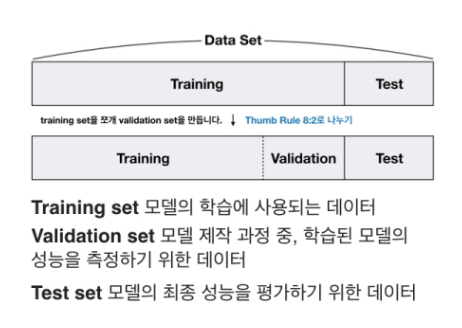 Data Set
Training Test
training set을 쪼개 validation set을 만듭니다. ↓ Thumb Rule 8:2로 나누기
Training Validation Test
Training set 모델의 학습에 사용되는 데이터
Validation set 모델 제작 과정 중, 학습된 모델의
성능을 측정하기 위한 데이터
Test set 모델의 최종 성능을 평가하기 위한 데이터